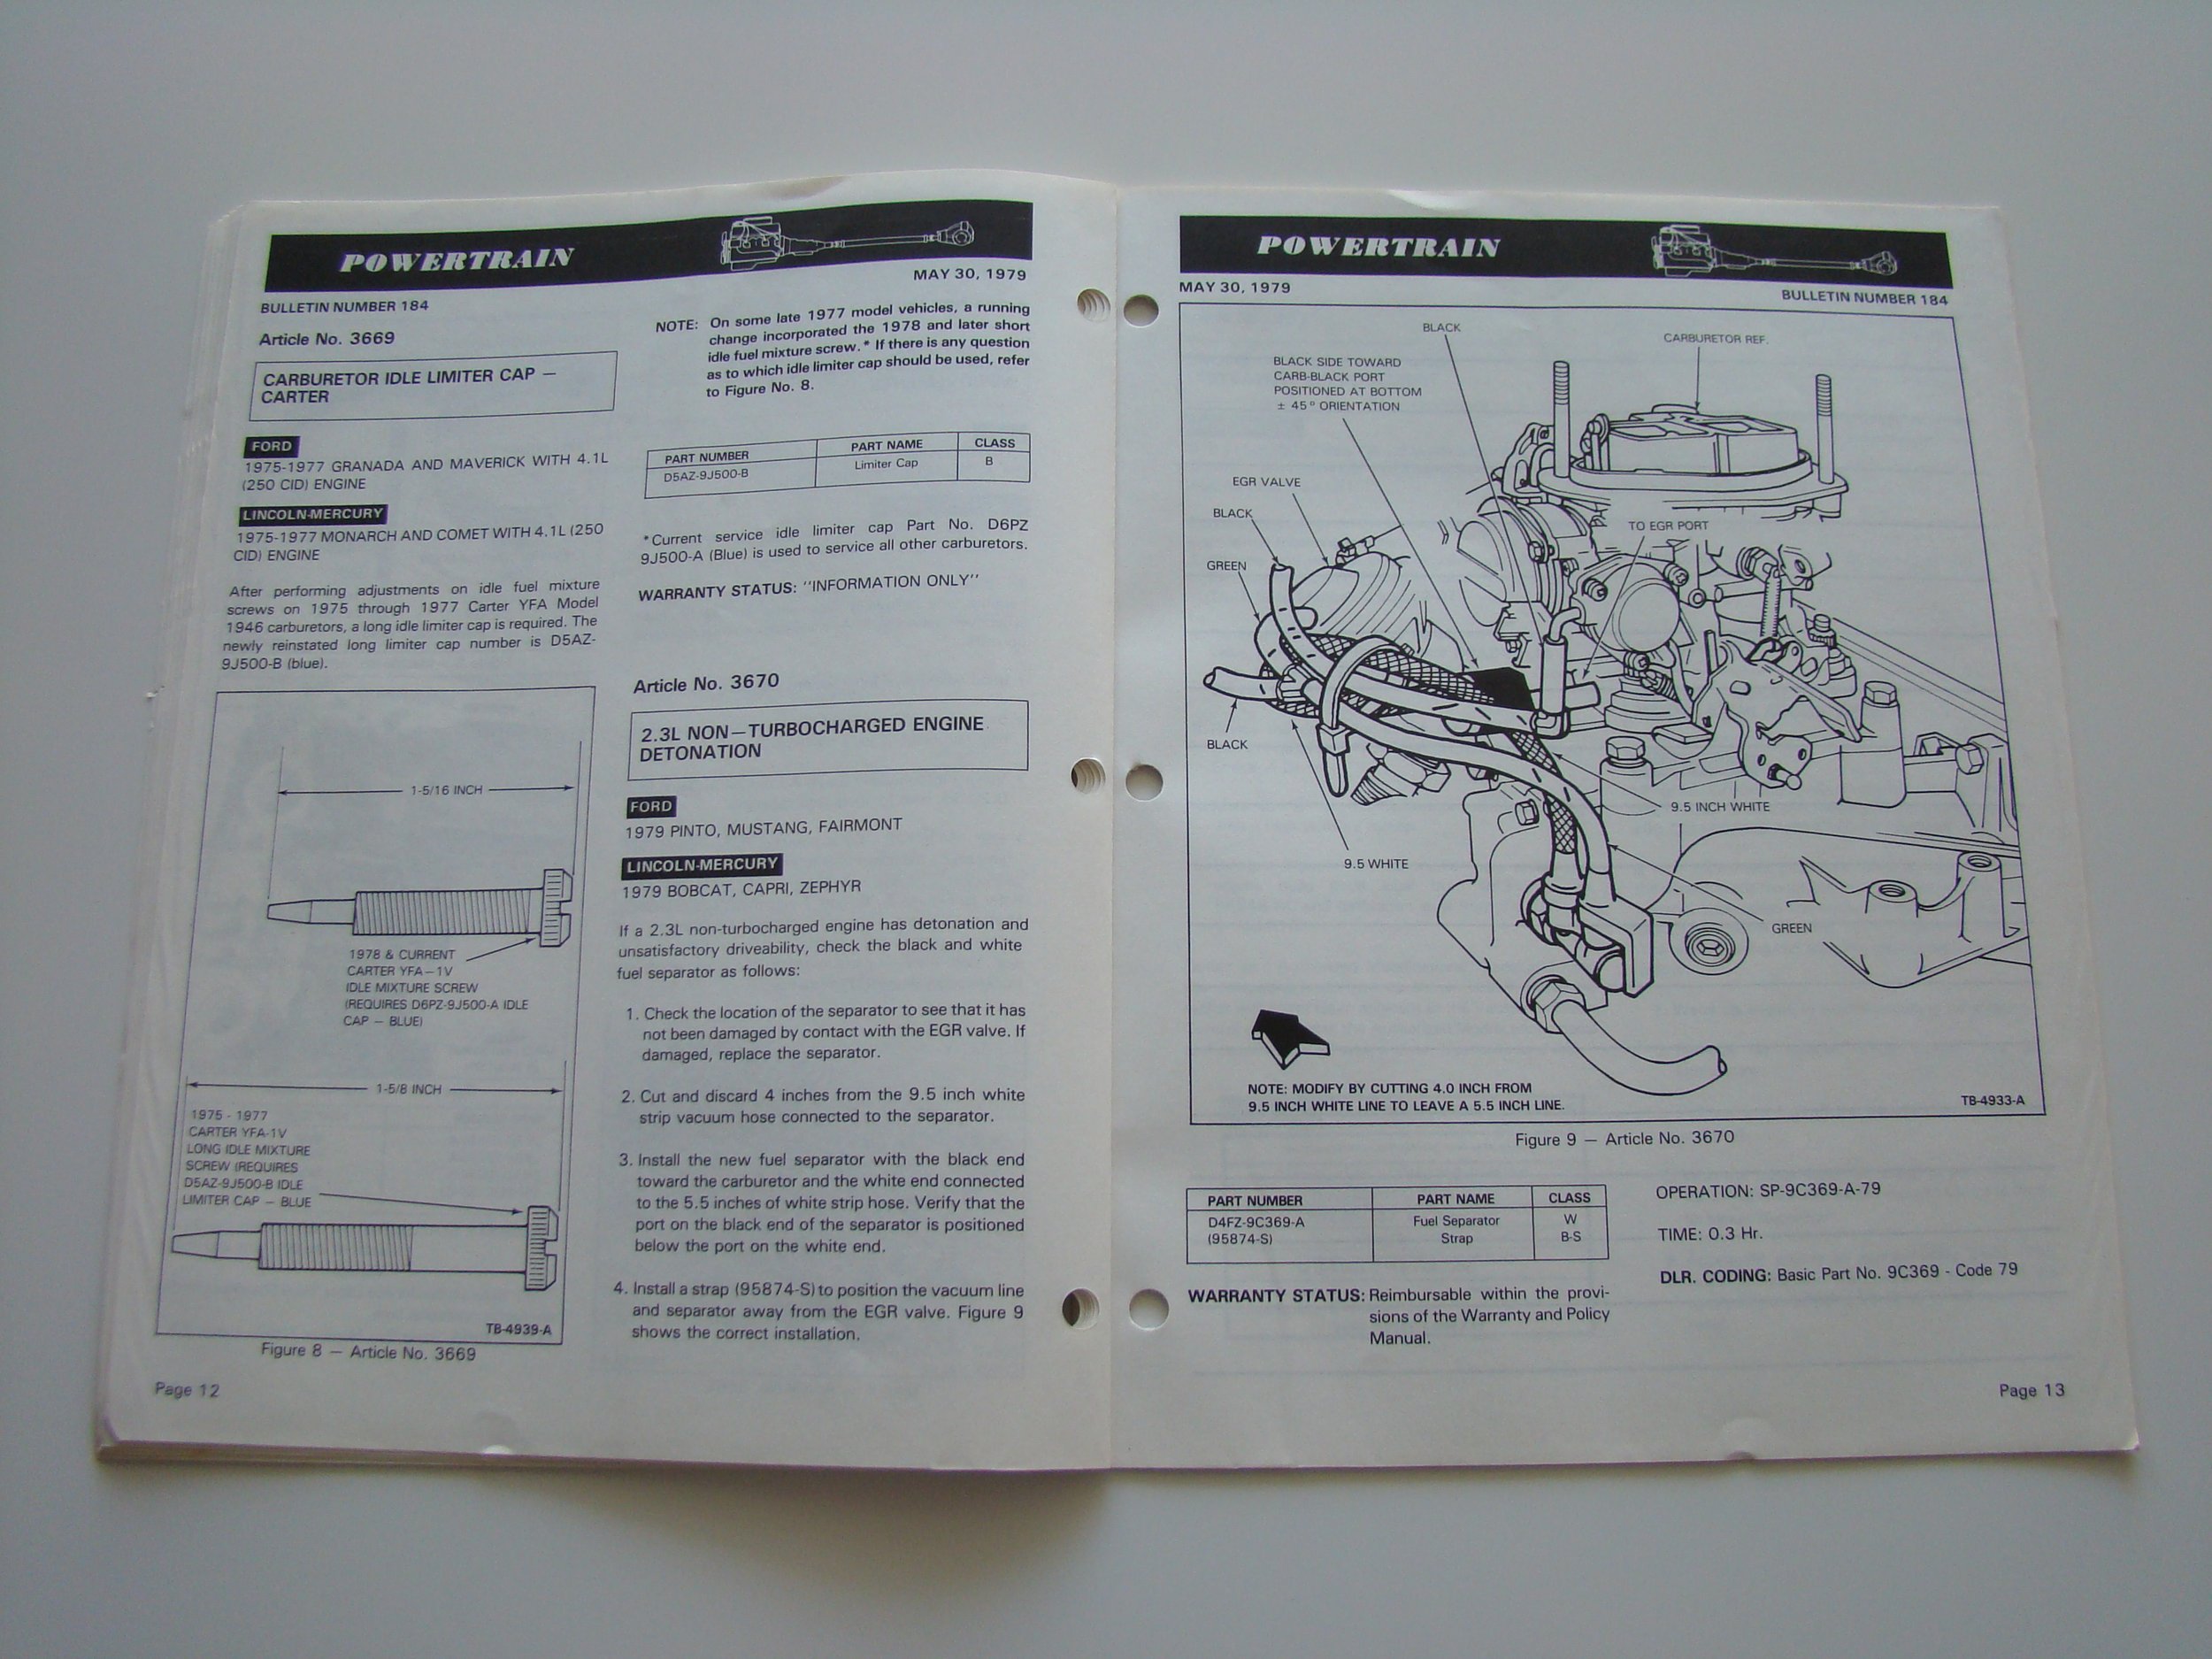 POWERTRAIN
MAY 30, 1979
BULLETIN NUMBER 184
Article No. 3669
CARBURETOR IDLE LIMITER CAP —
CARTER
FORD
1975-1977 GRANADA AND MAVERICK WITH 4.1L
(250 CID) ENGINE
LINCOLN-MERCURY
1975-1977 MONARCH AND COMET WITH 4.1L (250
CID) ENGINE
After performing adjustments on idle fuel mixture
screws on 1975 through 1977 Carter YFA Model
1946 carburetors, a long idle limiter cap is required. The
newly reinstated long limiter cap number is D5AZ-
9J500-B (blue).
1-5/16 INCH
1978 & CURRENT
CARTER YFA-1V
IDLE MIXTURE SCREW
(REQUIRES D6PZ-9J500-A IDLE
CAP — BLUE)
1-5/8 INCH
1975 - 1977
CARTER YFA-1V
LONG IDLE MIXTURE
SCREW (REQUIRES
D5AZ-9J500-B IDLE
LIMITER CAP — BLUE
TB-4939-A
Figure 8 — Article No. 3669
Page 12
NOTE: On some late 1977 model vehicles, a running
change incorporated the 1978 and later short
idle fuel mixture screw.* If there is any question
as to which idle limiter cap should be used, refer
to Figure No. 8.
PART NUMBER PART NAME CLASS
D5AZ-9J500-B Limiter Cap B
*Current service idle limiter cap Part No. D6PZ
9J500-A (Blue) is used to service all other carburetors.
WARRANTY STATUS: ''INFORMATION ONLY''
Article No. 3670
2.3L NON—TURBOCHARGED ENGINE
DETONATION
FORD
1979 PINTO, MUSTANG, FAIRMONT
LINCOLN-MERCURY
1979 BOBCAT, CAPRI, ZEPHYR
If a 2.3L non-turbocharged engine has detonation and
unsatisfactory driveability, check the black and white
fuel separator as follows:
1. Check the location of the separator to see that it has
not been damaged by contact with the EGR valve. If
damaged, replace the separator.
2. Cut and discard 4 inches from the 9.5 inch white
strip vacuum hose connected to the separator.
3. Install the new fuel separator with the black end
toward the carburetor and the white end connected
to the 5.5 inches of white strip hose. Verify that the
port on the black end of the separator is positioned
below the port on the white end.
4. Install a strap (95874-S) to position the vacuum line
and separator away from the EGR valve. Figure 9
shows the correct installation.
POWERTRAIN
MAY 30, 1979
BULLETIN NUMBER 184
BLACK
CARBURETOR REF.
BLACK SIDE TOWARD
CARB-BLACK PORT
POSITIONED AT BOTTOM
± 45° ORIENTATION
EGR VALVE
BLACK
TO EGR PORT
GREEN
BLACK
9.5 INCH WHITE
9.5 WHITE
GREEN
NOTE: MODIFY BY CUTTING 4.0 INCH FROM
9.5 INCH WHITE LINE TO LEAVE A 5.5 INCH LINE.
TB-4933-A
Figure 9 — Article No. 3670
PART NUMBER PART NAME CLASS
D4FZ-9C369-A Fuel Separator W
(95874-S) Strap B-S
WARRANTY STATUS: Reimbursable within the provi-
sions of the Warranty and Policy
Manual.
OPERATION: SP-9C369-A-79
TIME: 0.3 Hr.
DLR. CODING: Basic Part No. 9C369 - Code 79
Page 13